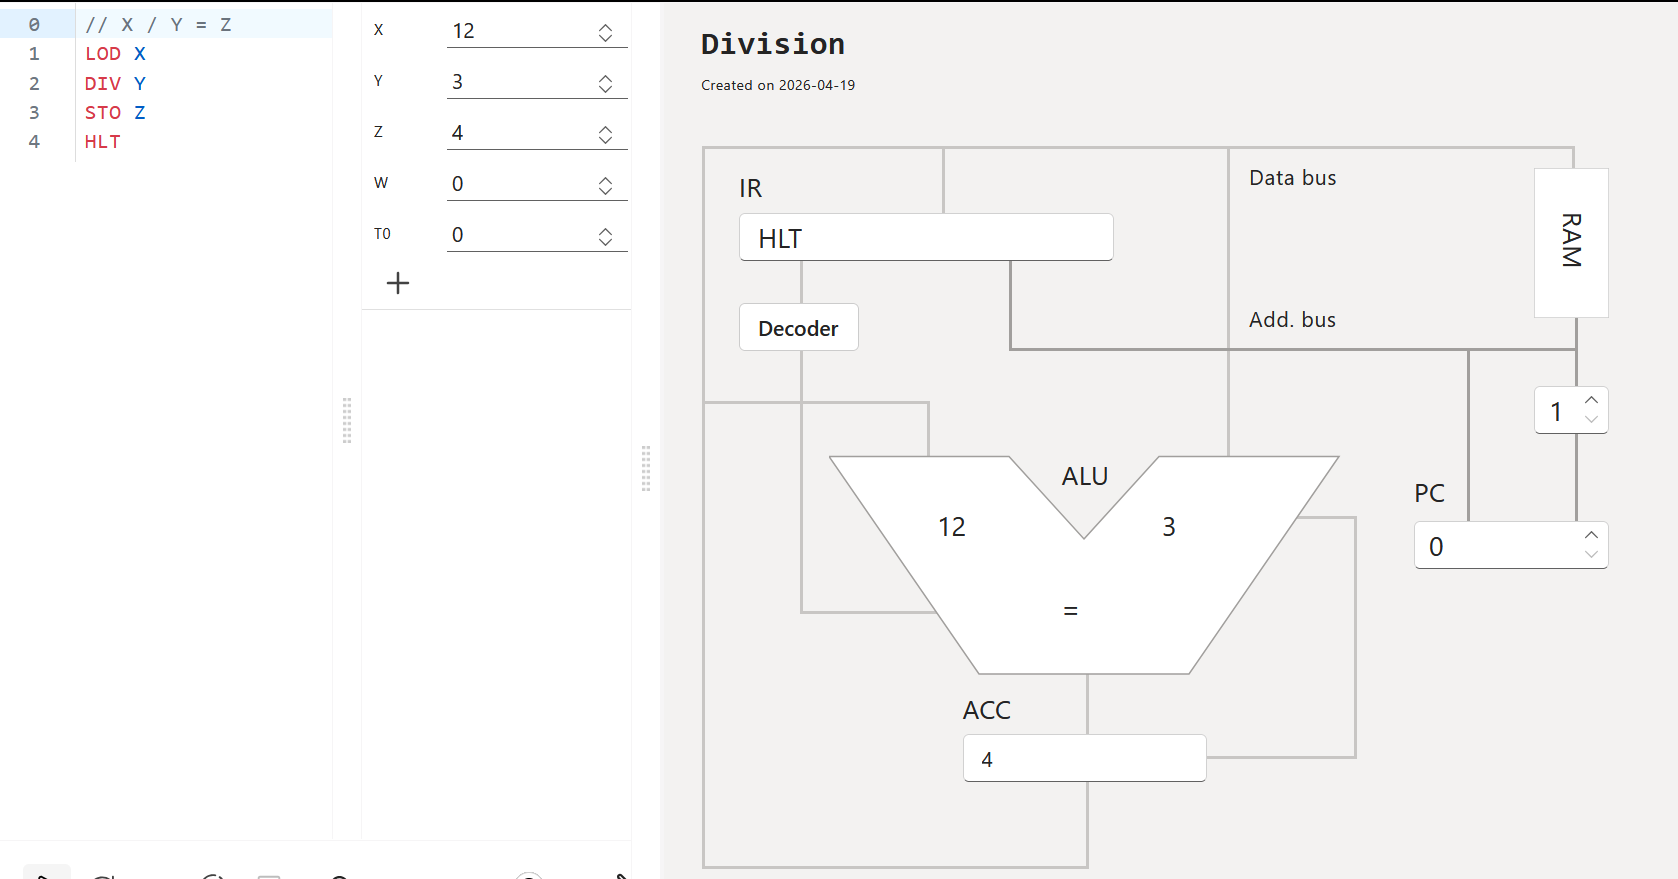 0 // X / Y = Z
1 LOD X
2 DIV Y
3 STO Z
4 HLT
X 12
Y 3
Z 4
W 0
T0 0
Division
Created on 2026-04-19
Data bus
IR
HLT
RAM
Decoder
Add. bus
1
ALU
12 3
=
PC
0
ACC
4